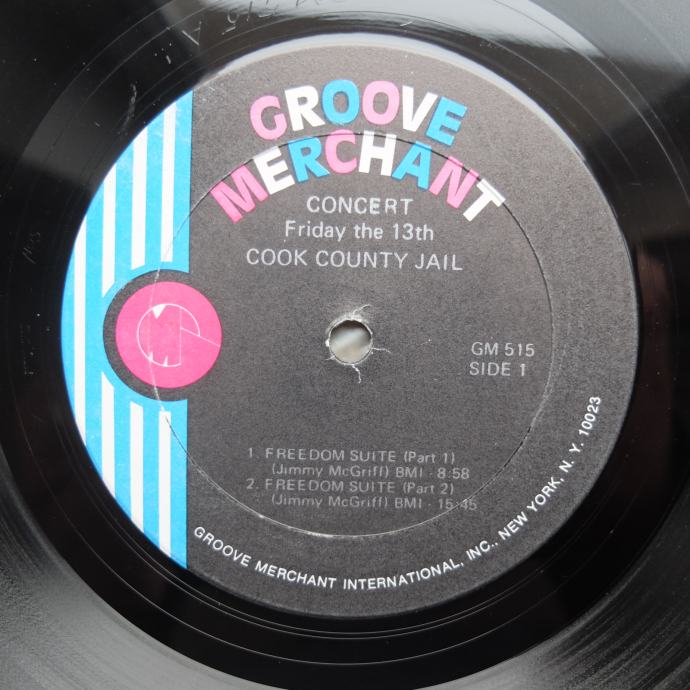 GROOVE
MERCHANT
CONCERT
Friday the 13th
COOK COUNTY JAIL
GM 515
SIDE 1
1. FREEDOM SUITE (Part 1)
(Jimmy McGriff) BMI - 8:58
2. FREEDOM SUITE (Part 2)
(Jimmy McGriff) BMI - 15:45
GROOVE MERCHANT INTERNATIONAL, INC., NEW YORK, N. Y. 10023